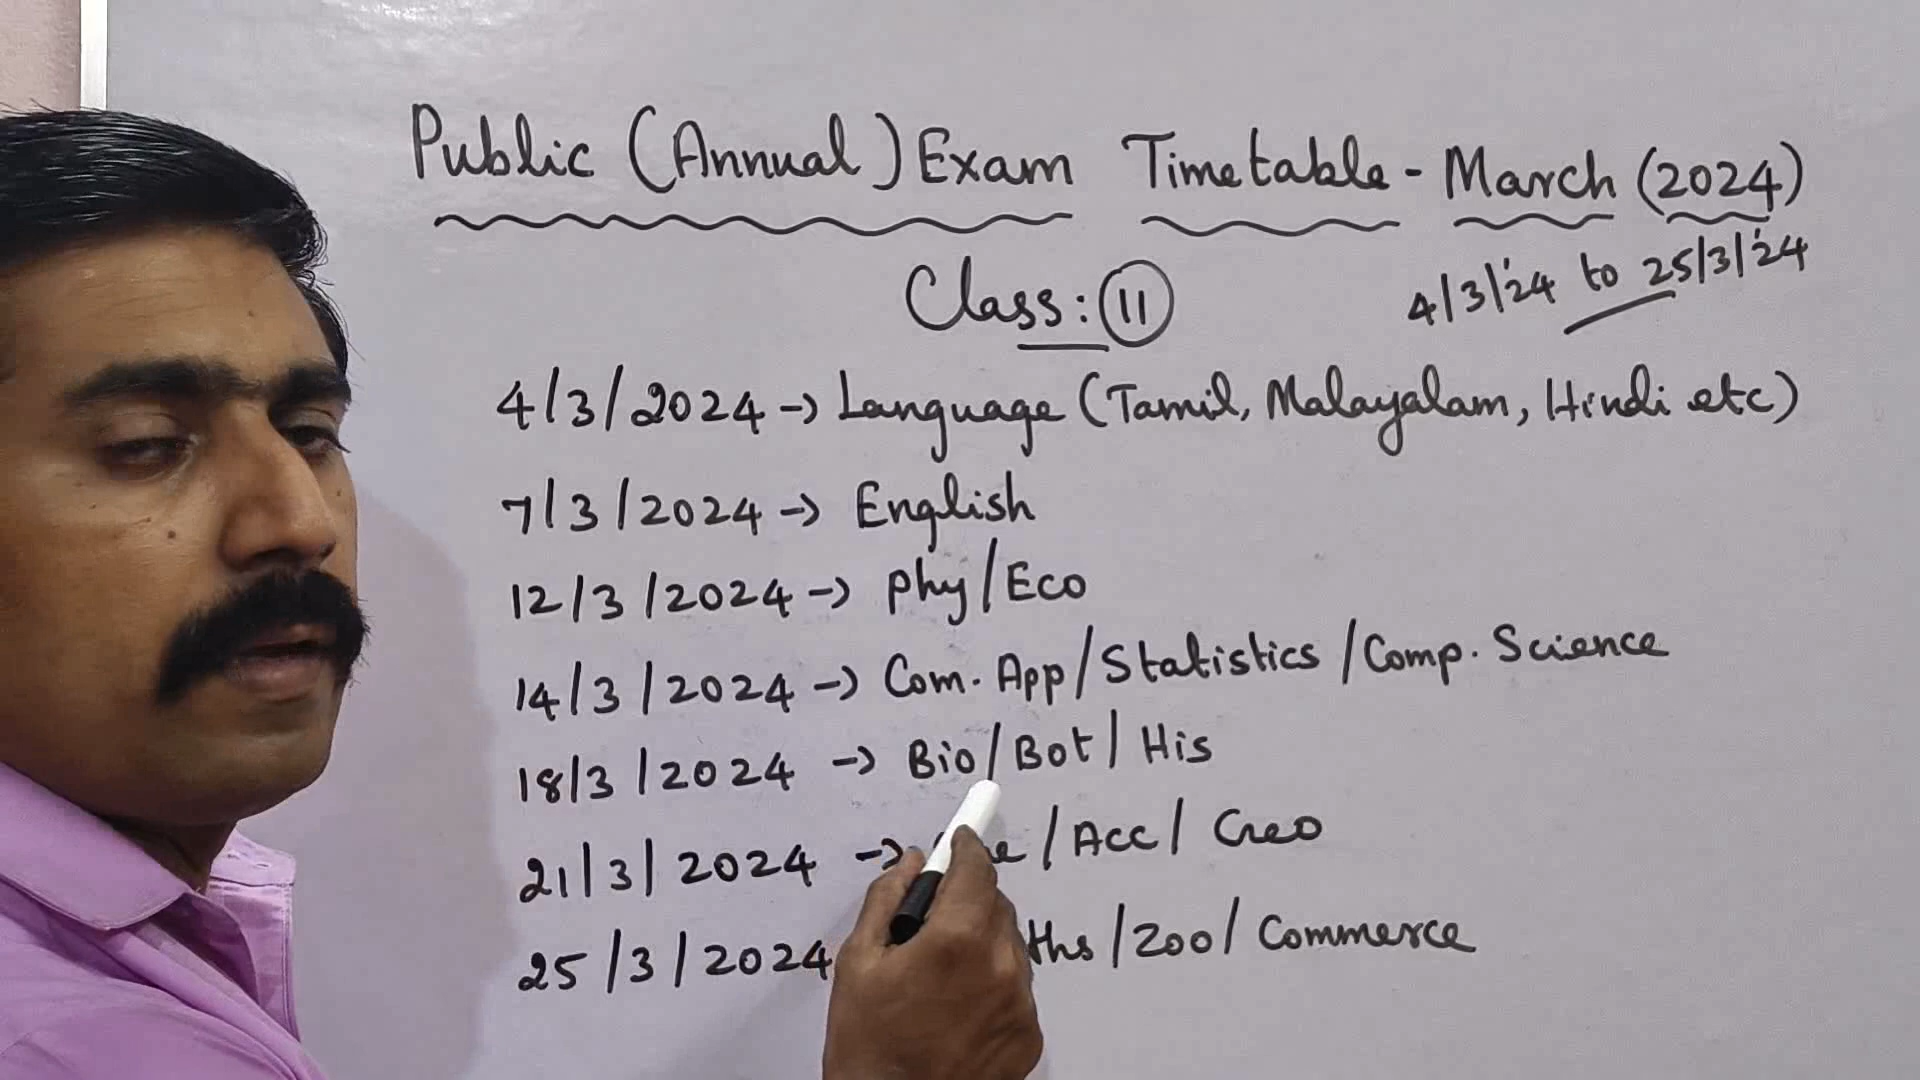 Public (Annual) Exam Timetable - March (2024)
4/3/'24 to 25/3/'24
Class: 11
4/3/2024 -> Language (Tamil, Malayalam, Hindi etc)
7/3/2024 -> English
12/3/2024 -> Phy/Eco
14/3/2024 -> Com. App/Statistics/Comp. Science
18/3/2024 -> Bio/Bot/His
21/3/2024 -> /Acc/ Creo
25/3/2024 /Zoo/Commerce